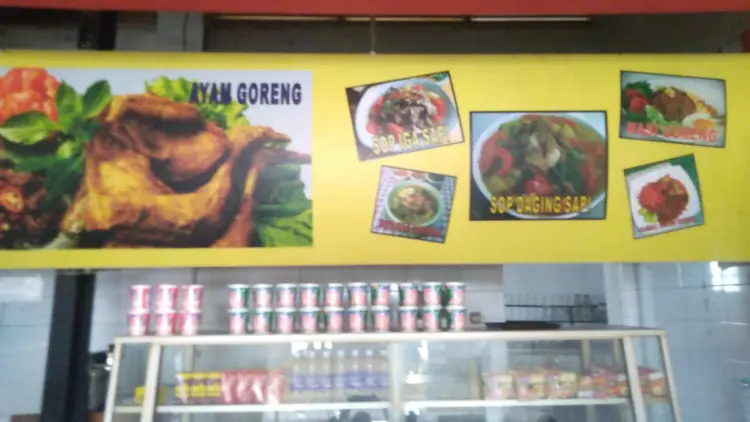 AYAM GORENG
SOP IGA SAPI
SOP DAGING SAPI
NASI GORENG